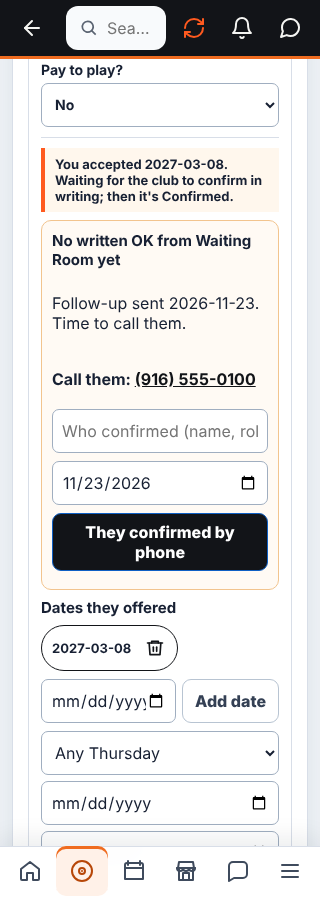 Sea...
Pay to play?
No
You accepted 2027-03-08.
Waiting for the club to confirm in
writing; then it's Confirmed.
No written OK from Waiting
Room yet
Follow-up sent 2026-11-23.
Time to call them.
Call them: (916) 555-0100
Who confirmed (name, rol
11/23/2026
They confirmed by
phone
Dates they offered
2027-03-08
mm/dd/yyyy
Add date
Any Thursday
mm/dd/yyyy